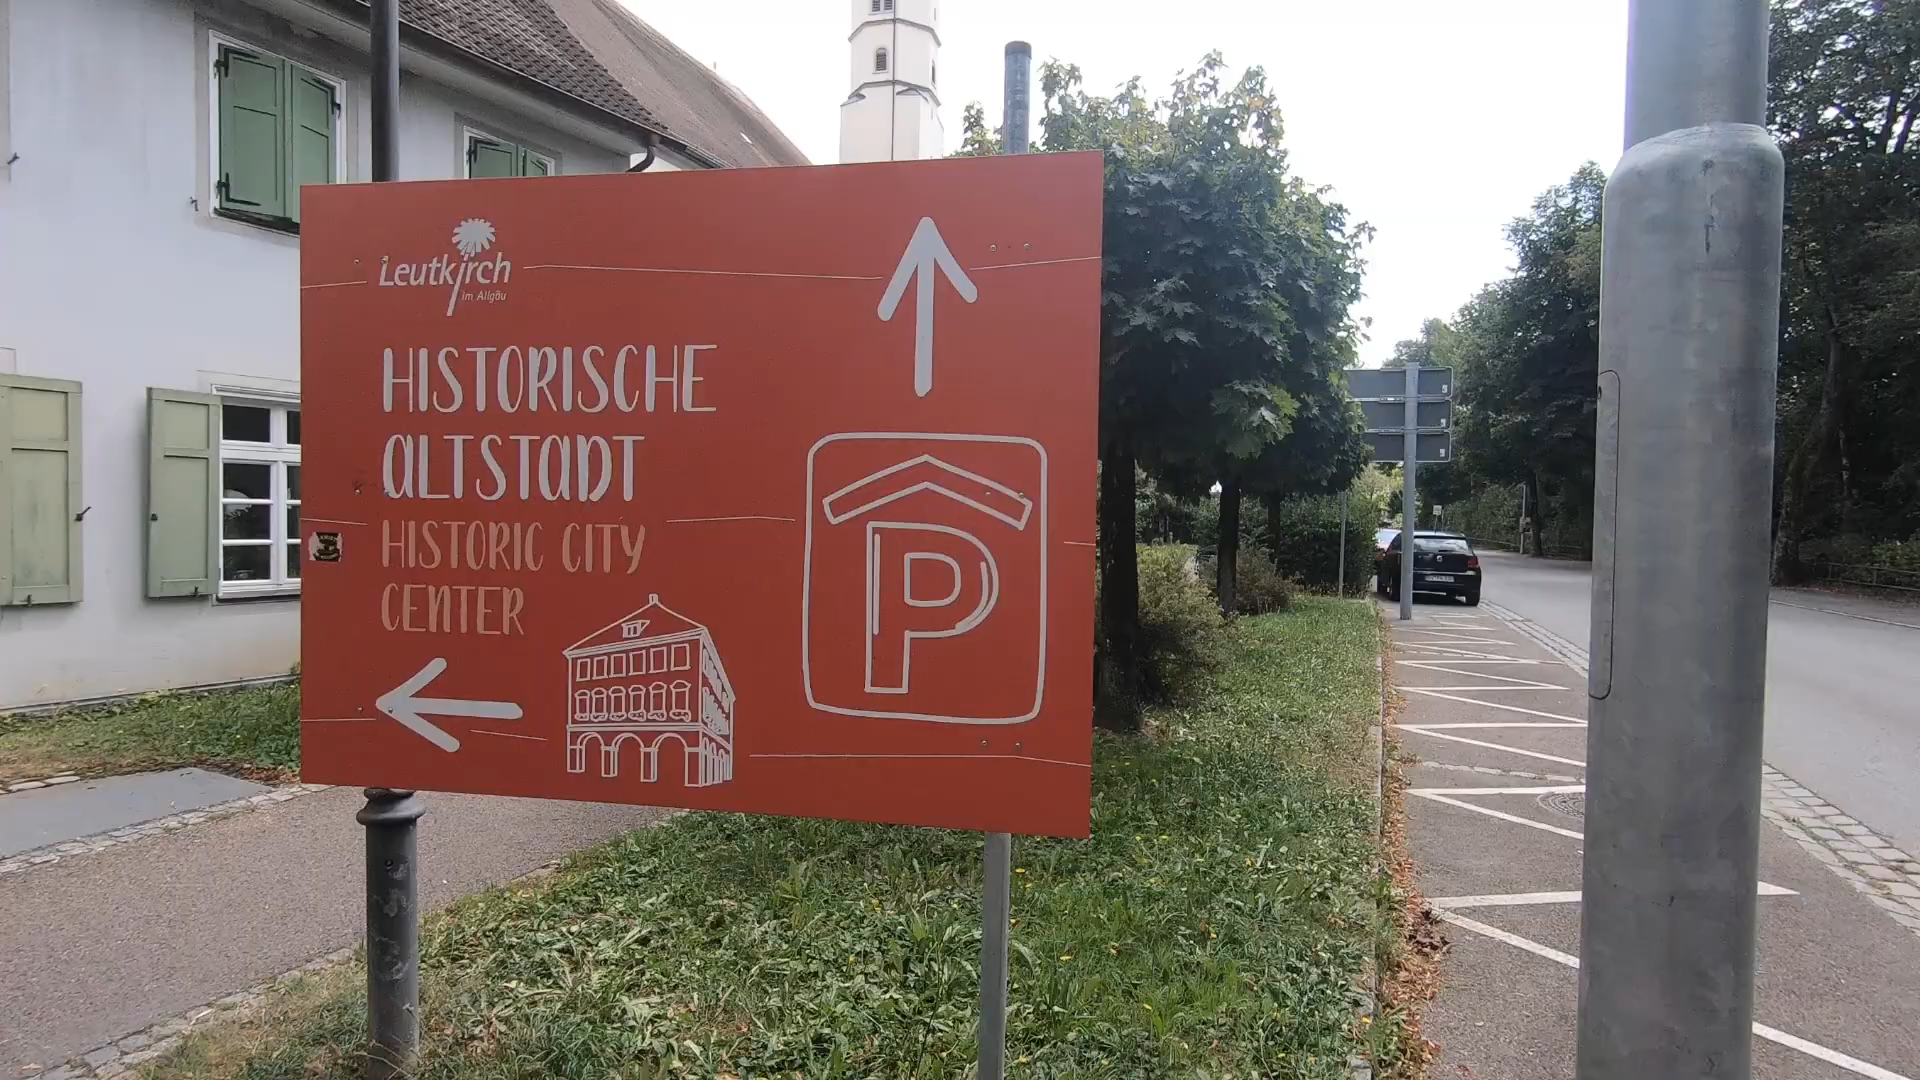 Leutkirch
im Allgäu
HISTORISCHE
ALTSTADT
HISTORIC CITY
CENTER
P